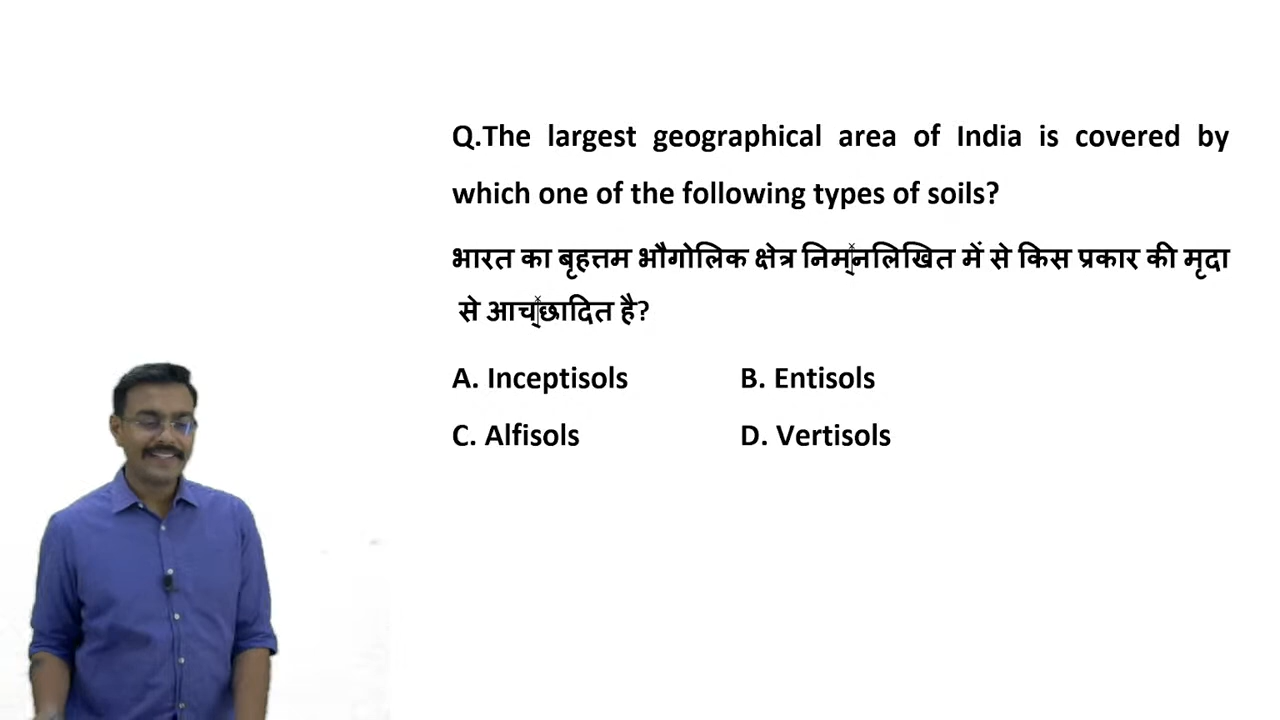 Q.The largest geographical area of India is covered by
which one of the following types of soils?
भारत का बृहत्तम भौगोलिक क्षेत्र निम्नलिखित में से किस प्रकार की मृदा
से आच्छादित है?
A. Inceptisols B. Entisols
C. Alfisols D. Vertisols